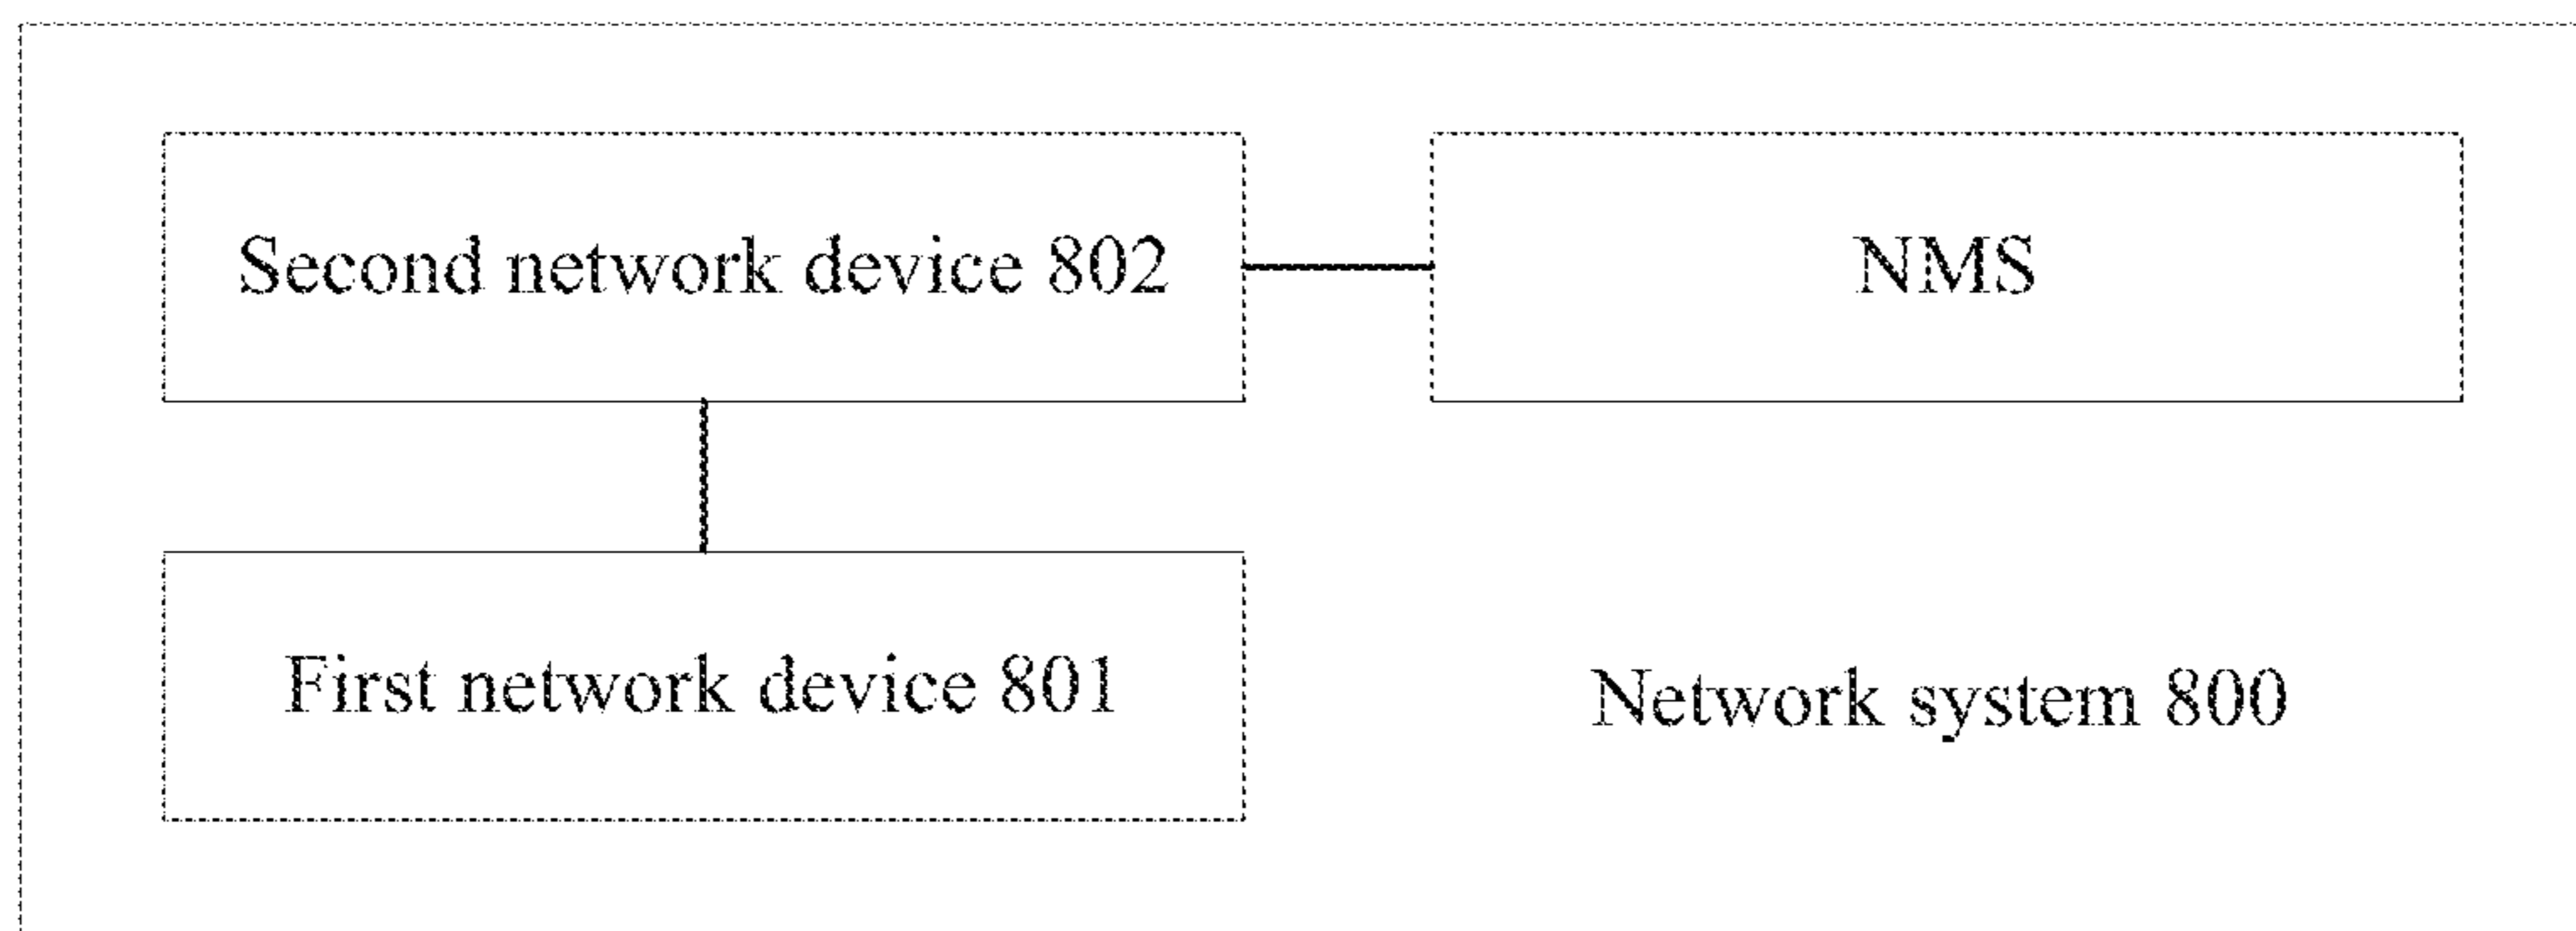 Second network device 802
NMS
First network device 801
Network system 800